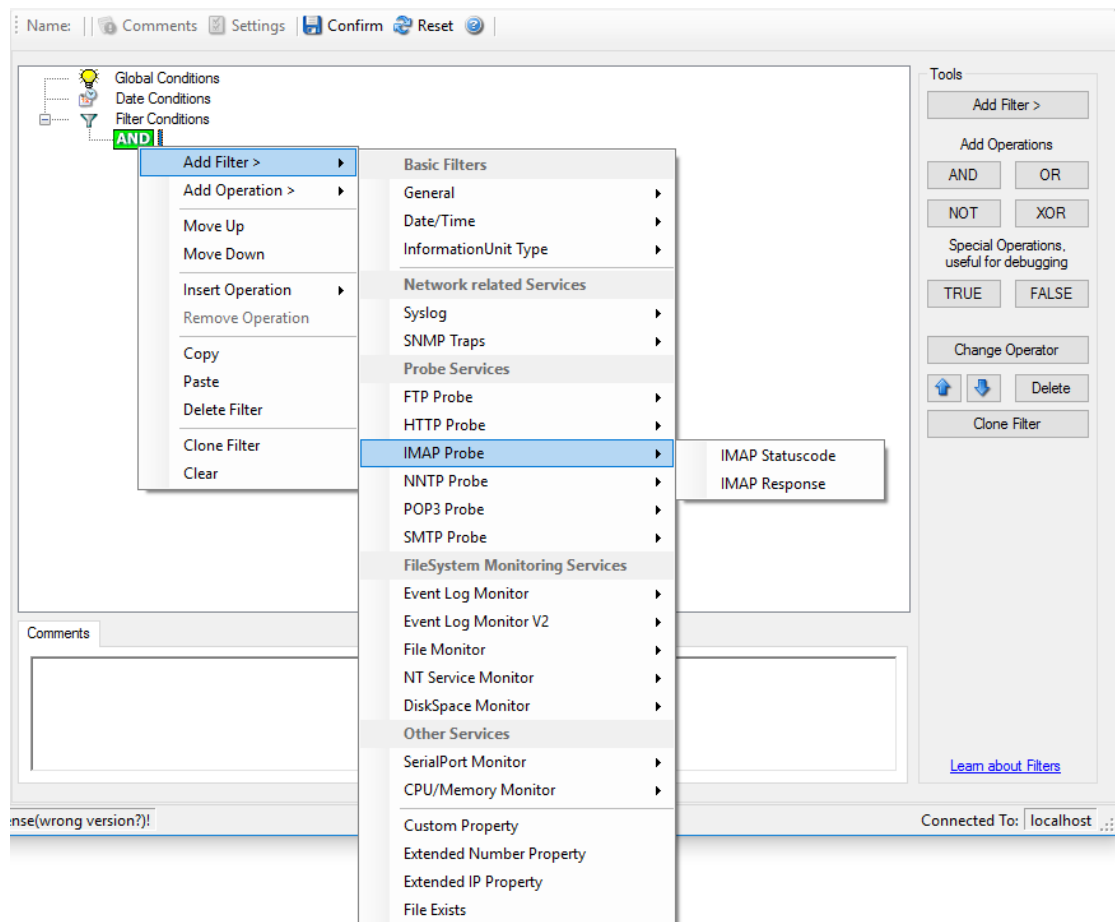 Name: Comments Settings Confirm Reset
Global Conditions
Date Conditions
Filter Conditions
AND
Add Filter >
Add Operation >
Move Up
Move Down
Insert Operation
Remove Operation
Copy
Paste
Delete Filter
Clone Filter
Clear
Basic Filters
General
Date/Time
InformationUnit Type
Network related Services
Syslog
SNMP Traps
Probe Services
FTP Probe
HTTP Probe
IMAP Probe
NNTP Probe
POP3 Probe
SMTP Probe
FileSystem Monitoring Services
Event Log Monitor
Event Log Monitor V2
File Monitor
NT Service Monitor
DiskSpace Monitor
Other Services
SerialPort Monitor
CPU/Memory Monitor
Custom Property
Extended Number Property
Extended IP Property
File Exists
IMAP Statuscode
IMAP Response
Tools
Add Filter >
Add Operations
AND OR
NOT XOR
Special Operations,
useful for debugging
TRUE FALSE
Change Operator
Delete
Clone Filter
Learn about Filters
Comments
ense(wrong version?)!
Connected To: localhost